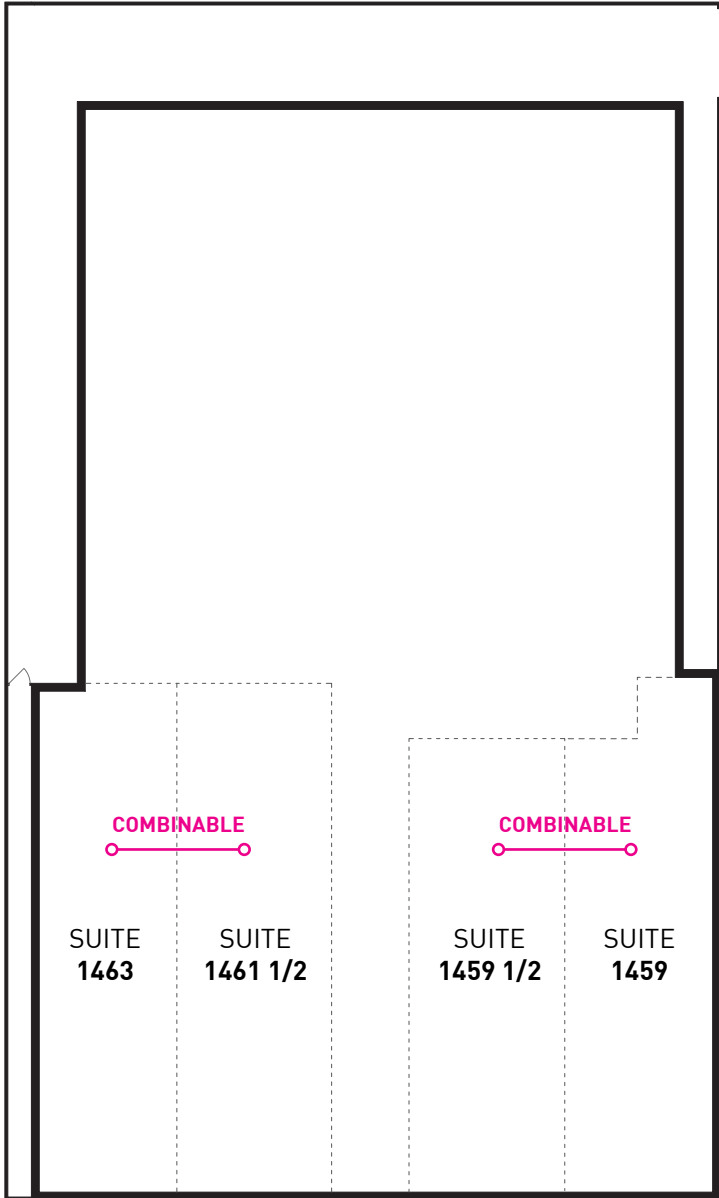 COMBINABLE
COMBINABLE
SUITE
1463
SUITE
1461 1/2
SUITE
1459 1/2
SUITE
1459